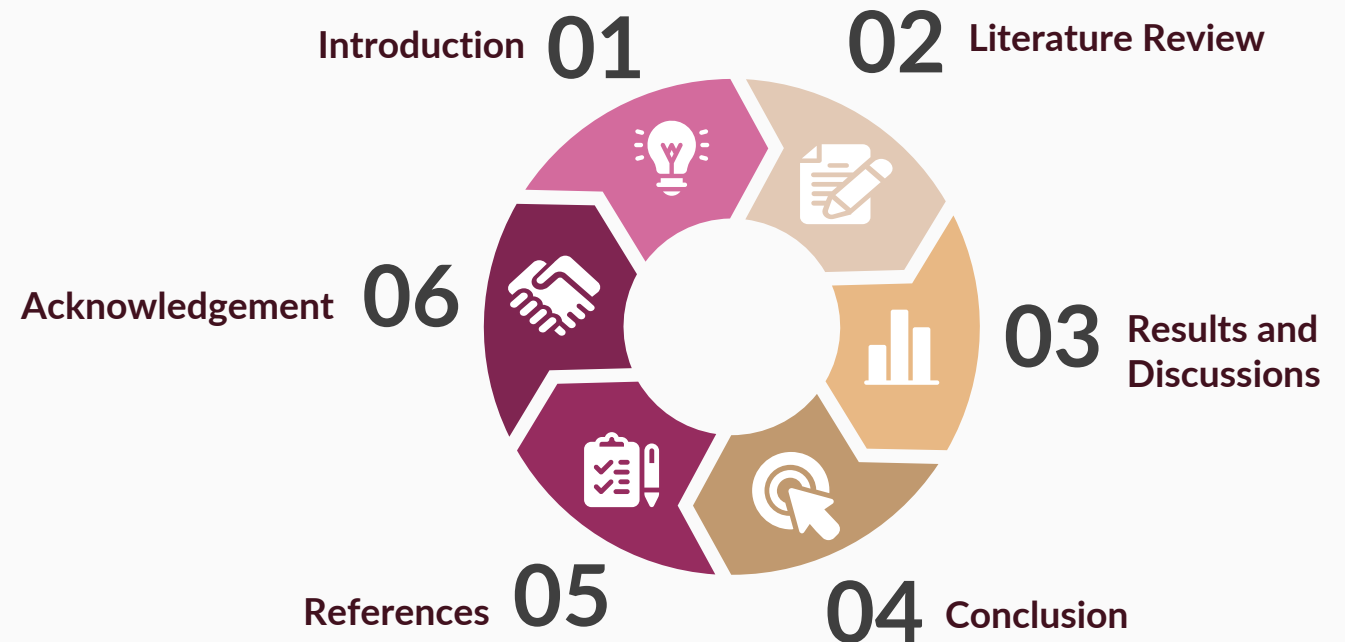 Introduction 01
02 Literature Review
03 Results and
Discussions
04 Conclusion
References 05
Acknowledgement 06